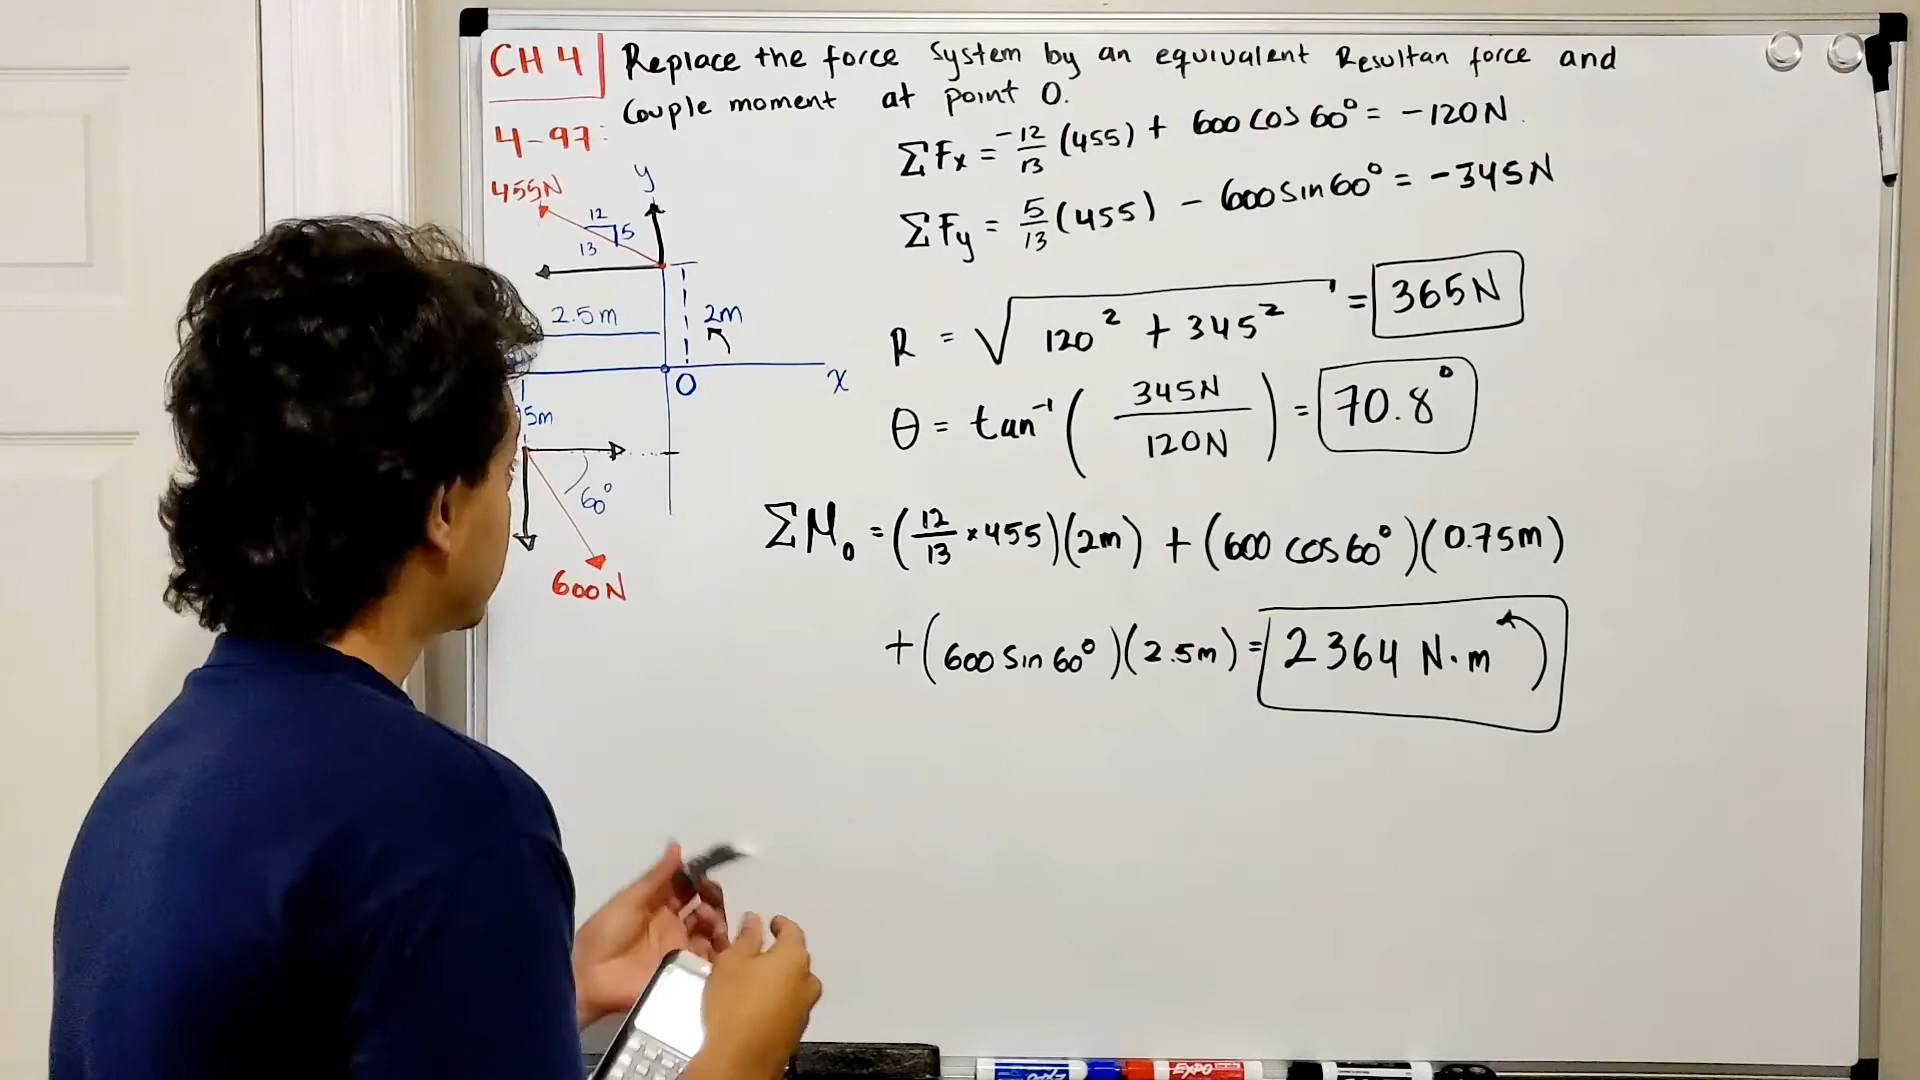 CH 4
Replace the force system by an equivalent Resultan force and
Couple moment at point O.
4-97:
ΣFx = -12/13 (455) + 600 cos 60° = -120N
ΣFy = 5/13 (455) - 600 sin 60° = -345N
R = √120² + 345² = 365N
θ = tan⁻¹ (345N / 120N) = 70.8°
ΣM₀ = (12/13 × 455)(2m) + (600 cos 60°)(0.75m)
+ (600 sin 60°)(2.5m) = 2364 N·m
455N
y
12
5
13
2.5m
2m
O
x
5m
60°
600N
EXPO